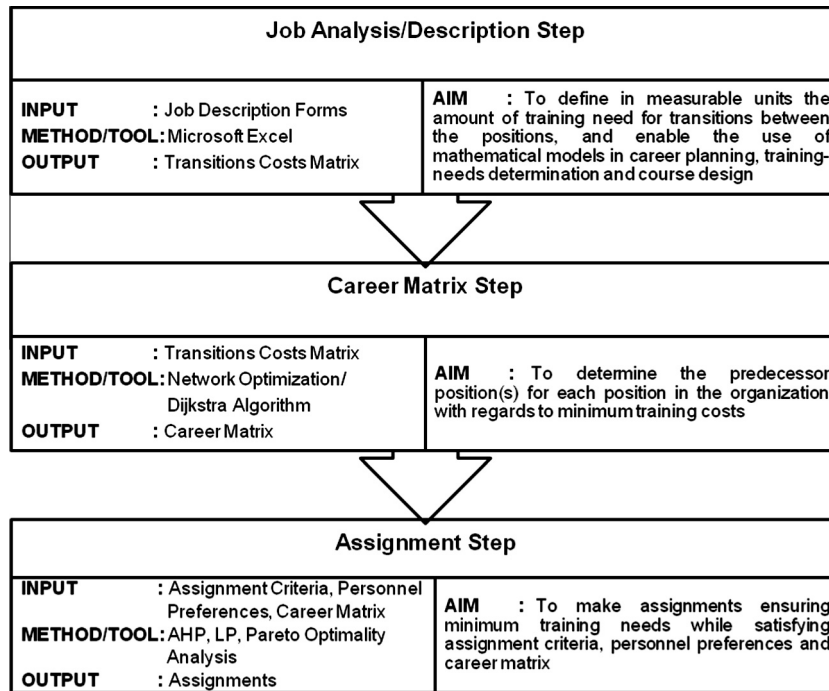 Job Analysis/Description Step
INPUT : Job Description Forms
METHOD/TOOL: Microsoft Excel
OUTPUT : Transitions Costs Matrix
AIM : To define in measurable units the
amount of training need for transitions between
the positions, and enable the use of
mathematical models in career planning, training-
needs determination and course design
Career Matrix Step
INPUT : Transitions Costs Matrix
METHOD/TOOL: Network Optimization/
Dijkstra Algorithm
OUTPUT : Career Matrix
AIM : To determine the predecessor
position(s) for each position in the organization
with regards to minimum training costs
Assignment Step
INPUT : Assignment Criteria, Personnel
Preferences, Career Matrix
METHOD/TOOL: AHP, LP, Pareto Optimality
Analysis
OUTPUT : Assignments
AIM : To make assignments ensuring
minimum training needs while satisfying
assignment criteria, personnel preferences and
career matrix